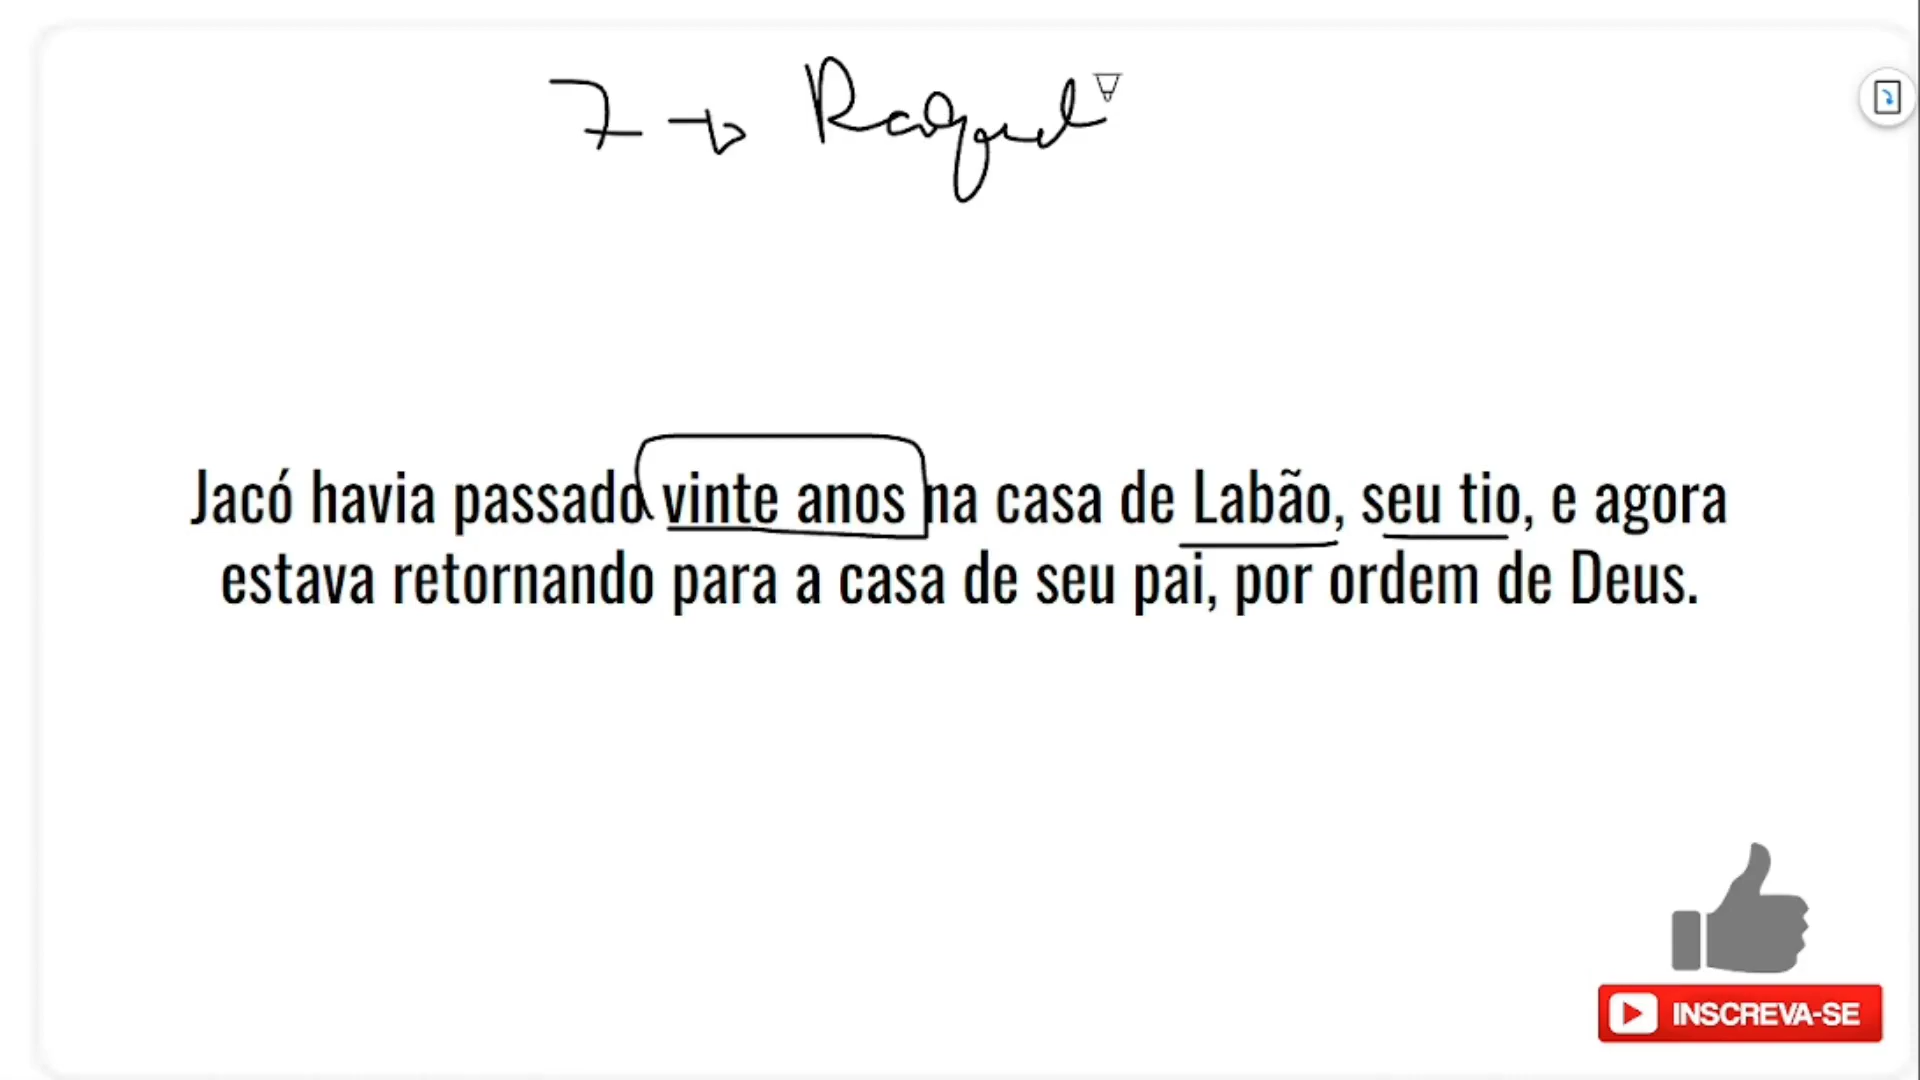 7 → Raquel
Jacó havia passado vinte anos na casa de Labão, seu tio, e agora
estava retornando para a casa de seu pai, por ordem de Deus.
INSCREVA-SE